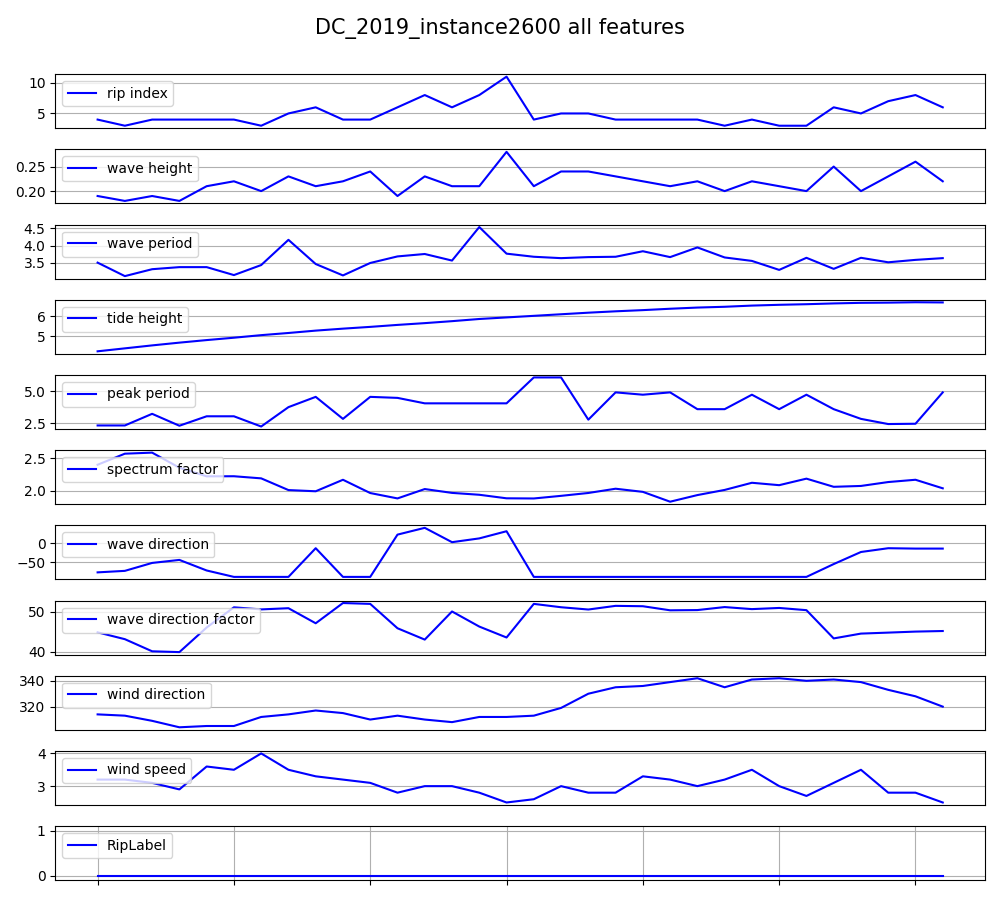 DC_2019_instance2600 all features
10
5
rip index
0.25
0.20
wave height
4.5
4.0
3.5
wave period
6
5
tide height
5.0
2.5
peak period
2.5
2.0
spectrum factor
0
−50
wave direction
50
40
wave direction factor
340
320
wind direction
4
3
wind speed
1
0
RipLabel